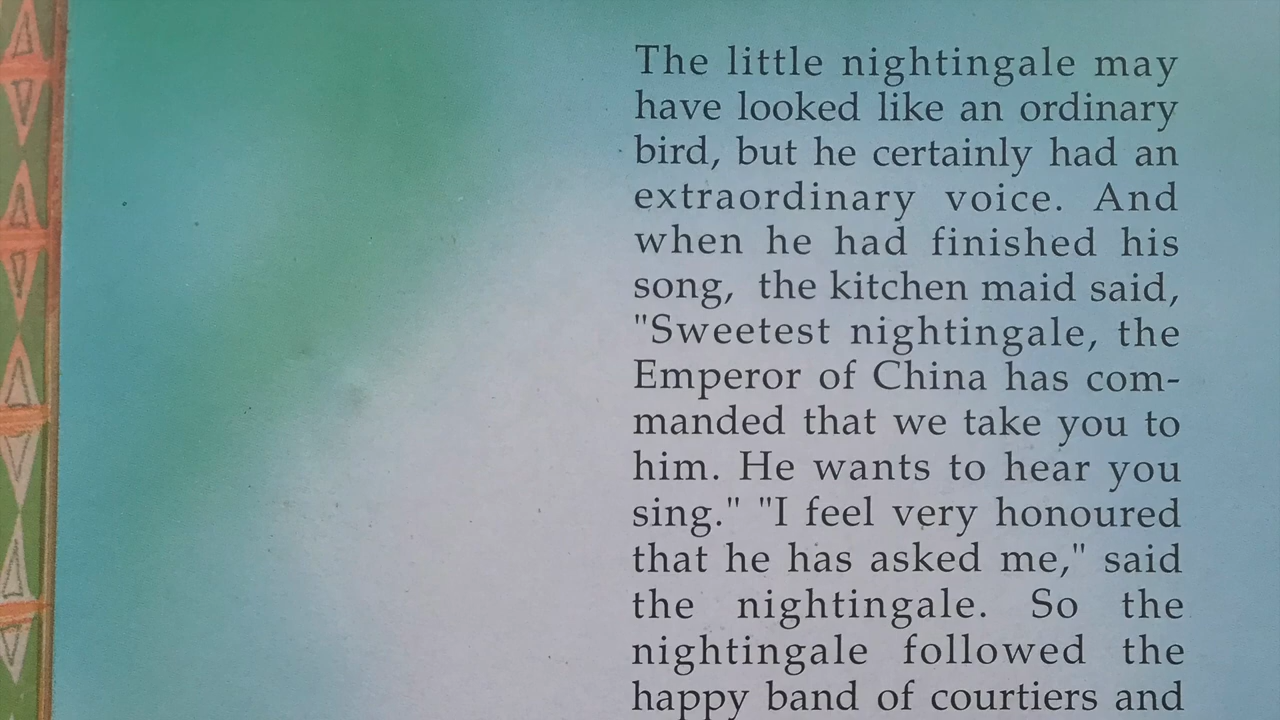 The little nightingale may
have looked like an ordinary
bird, but he certainly had an
extraordinary voice. And
when he had finished his
song, the kitchen maid said,
"Sweetest nightingale, the
Emperor of China has com-
manded that we take you to
him. He wants to hear you
sing." "I feel very honoured
that he has asked me," said
the nightingale. So the
nightingale followed the
happy band of courtiers and